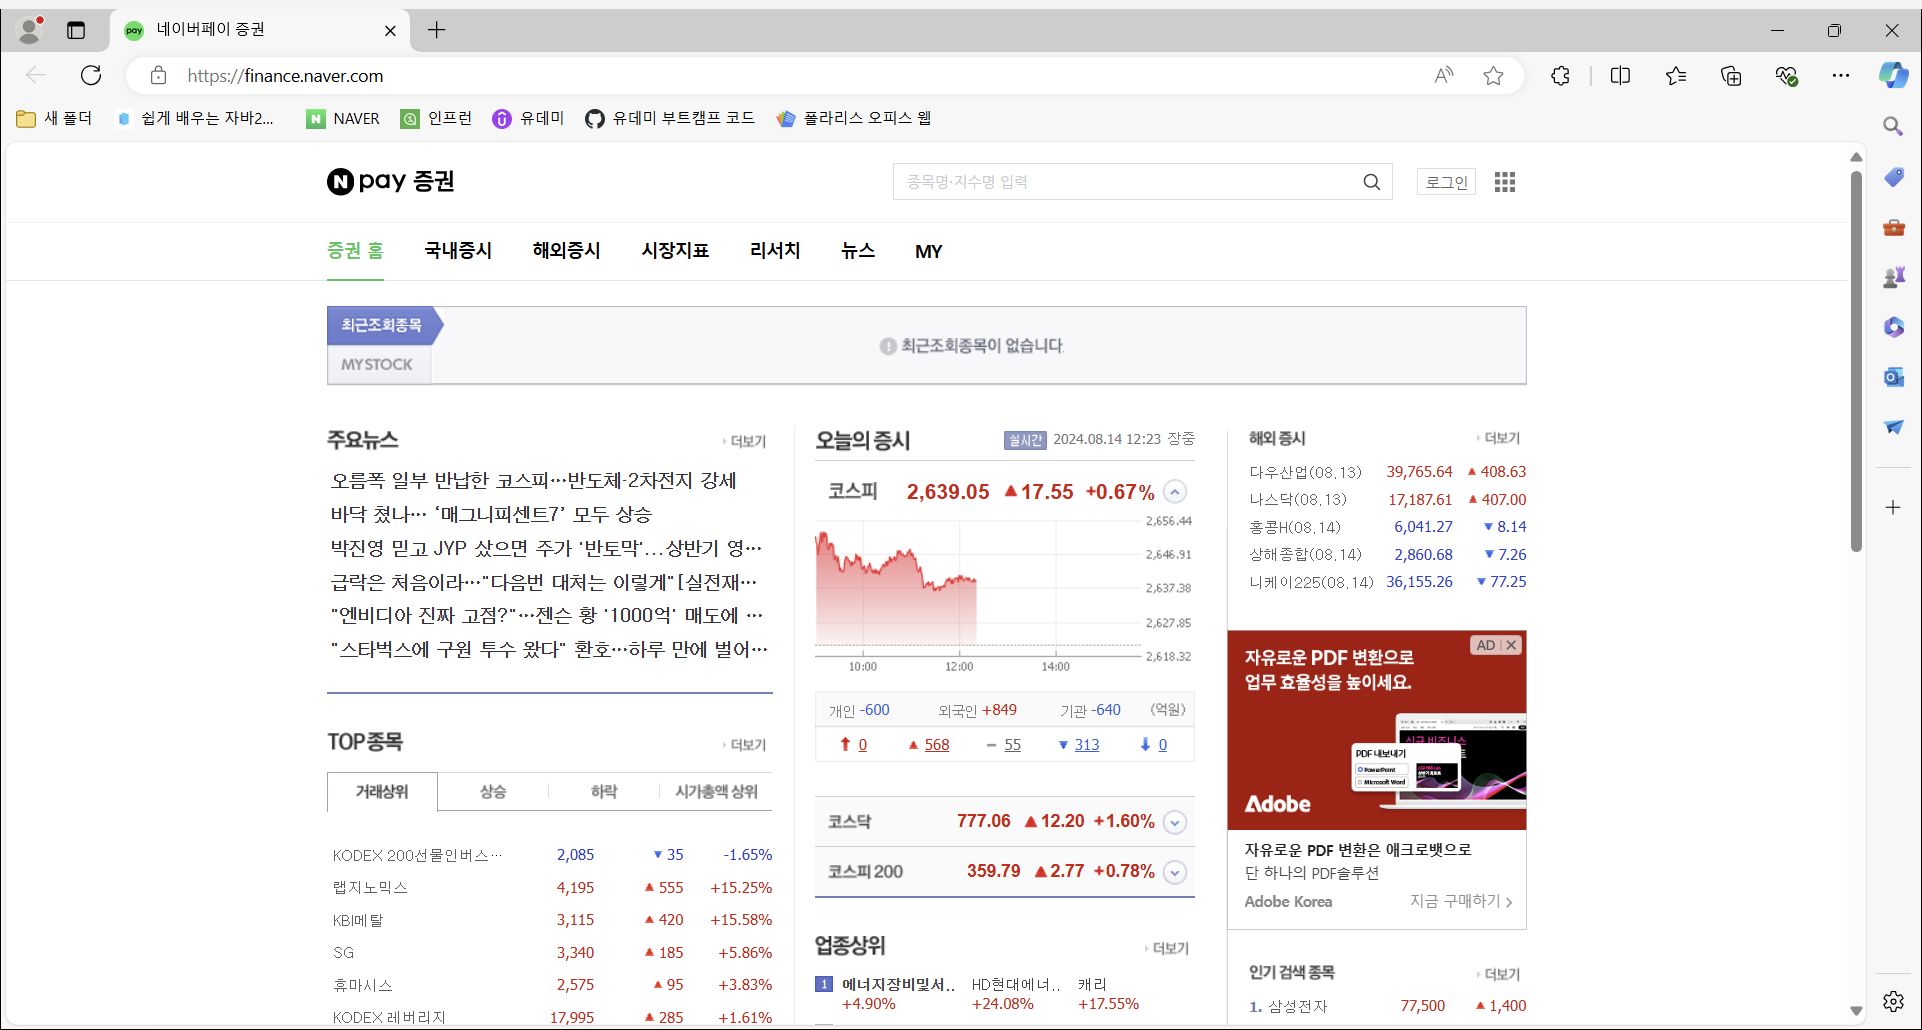 네이버페이 증권
https://finance.naver.com
새 폴더 쉽게 배우는 자바2... NAVER 인프런 유데미 유데미 부트캠프 코드 폴라리스 오피스 웹
N pay 증권
종목명·지수명 입력
로그인
증권 홈 국내증시 해외증시 시장지표 리서치 뉴스 MY
최근조회종목
MYSTOCK
최근조회종목이 없습니다.
주요뉴스 더보기
오름폭 일부 반납한 코스피…반도체·2차전지 강세
바닥 쳤나… ‘매그니피센트7’ 모두 상승
박진영 믿고 JYP 샀으면 주가 '반토막'...상반기 영…
급락은 처음이라…"다음번 대처는 이렇게"[실전재…
"엔비디아 진짜 고점?"…젠슨 황 '1000억' 매도에 …
"스타벅스에 구원 투수 왔다" 환호…하루 만에 벌어…
TOP 종목 더보기
거래상위 상승 하락 시가총액 상위
KODEX 200선물인버스… 2,085 ▼ 35 -1.65%
랩지노믹스 4,195 ▲ 555 +15.25%
KBI메탈 3,115 ▲ 420 +15.58%
SG 3,340 ▲ 185 +5.86%
휴마시스 2,575 ▲ 95 +3.83%
KODEX 레버리지 17,995 ▲ 285 +1.61%
오늘의 증시 실시간 2024.08.14 12:23 장중
코스피 2,639.05 ▲ 17.55 +0.67%
2,656.44
2,646.91
2,637.38
2,627.85
2,618.32
10:00 12:00 14:00
개인 -600 외국인 +849 기관 -640 (억원)
↑ 0 ▲ 568 − 55 ▼ 313 ↓ 0
코스닥 777.06 ▲ 12.20 +1.60%
코스피 200 359.79 ▲ 2.77 +0.78%
업종상위 더보기
1 에너지장비및서.. HD현대에너.. 캐리
+4.90% +24.08% +17.55%
해외 증시 더보기
다우산업(08.13) 39,765.64 ▲ 408.63
나스닥(08.13) 17,187.61 ▲ 407.00
홍콩H(08.14) 6,041.27 ▼ 8.14
상해종합(08.14) 2,860.68 ▼ 7.26
니케이225(08.14) 36,155.26 ▼ 77.25
AD X
자유로운 PDF 변환으로
업무 효율성을 높이세요.
PDF 내보내기
PowerPoint
Microsoft Word
Adobe
자유로운 PDF 변환은 애크로뱃으로
단 하나의 PDF솔루션
Adobe Korea 지금 구매하기
인기 검색 종목 더보기
1. 삼성전자 77,500 ▲ 1,400